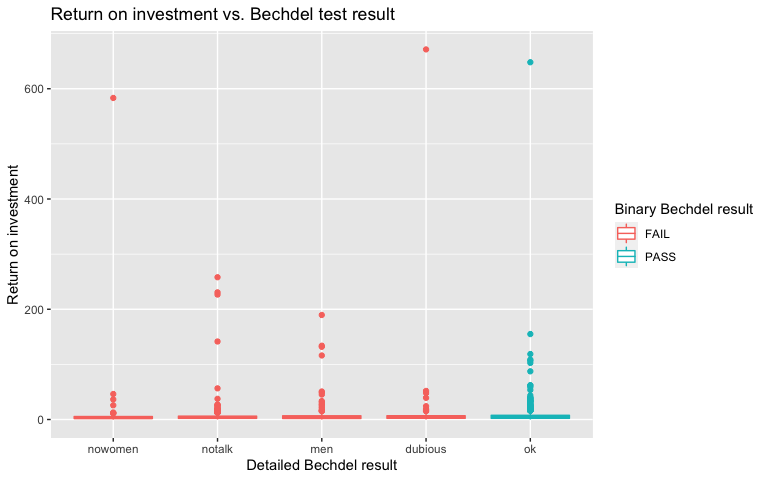 Return on investment vs. Bechdel test result
Return on investment
600
400
200
0
nowomen
notalk
men
dubious
ok
Detailed Bechdel result
Binary Bechdel result
FAIL
PASS